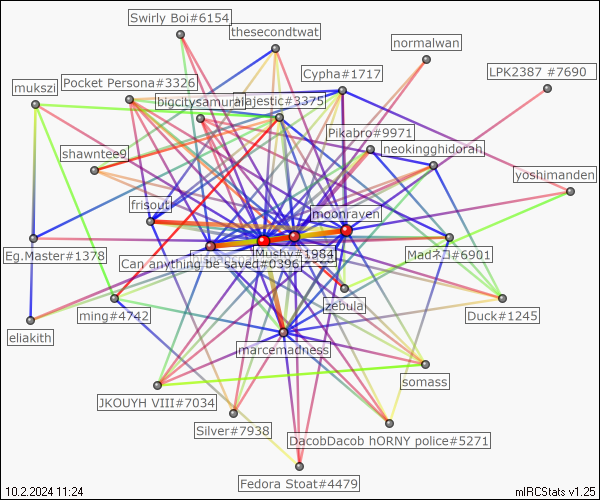 Swirly Boi#6154
thesecondtwat
normalwan
Cypha#1717
LPK2387 #7690
mukszi
Pocket Persona#3326
bigcitysamurai
ajestic#3375
Pikabro#9971
shawntee9
neokingghidorah
yoshimanden
frisout
moonraven
Eg.Master#1378
Mushy#1984
Madネコ#6901
Can anything be saved#0396
ming#4742
zebula
Duck#1245
eliakith
marcemadness
somass
JKOUYH VIII#7034
Silver#7938
DacobDacob hORNY police#5271
Fedora Stoat#4479
10.2.2024 11:24
mIRCStats v1.25